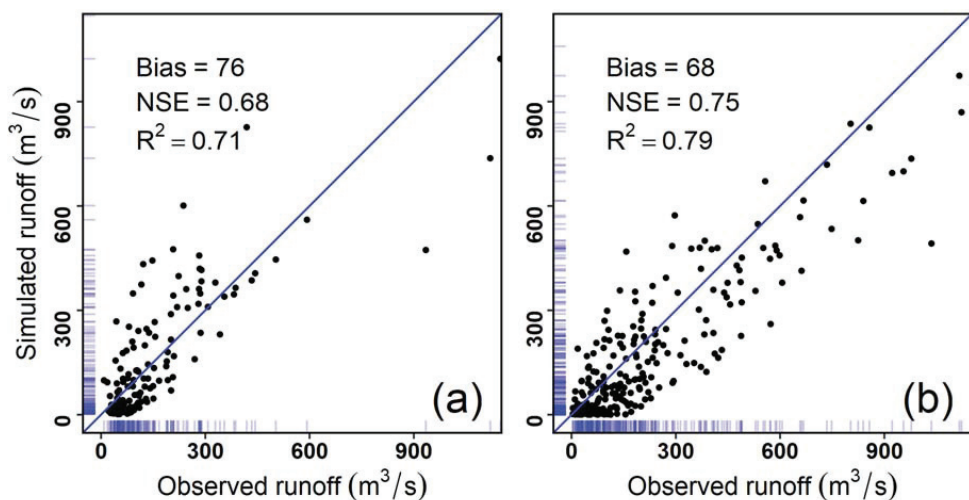 Bias = 76
NSE = 0.68
R² = 0.71
(a)
Simulated runoff (m³/s)
0
300
600
900
0
300
600
900
Observed runoff (m³/s)
Bias = 68
NSE = 0.75
R² = 0.79
(b)
0
300
600
900
0
300
600
900
Observed runoff (m³/s)